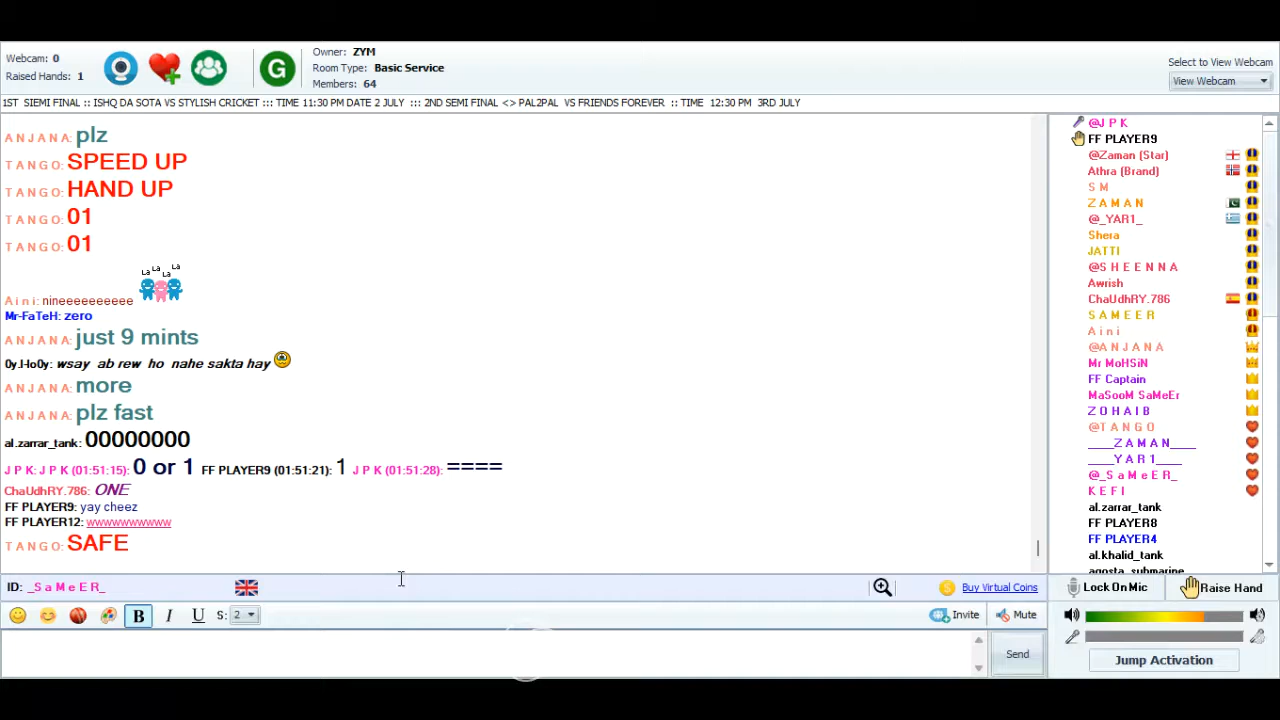 Webcam: 0
Raised Hands: 1
G
Owner: ZYM
Room Type: Basic Service
Members: 64
Select to View Webcam
View Webcam
1ST SIEMI FINAL :: ISHQ DA SOTA VS STYLISH CRICKET ::: TIME 11:30 PM DATE 2 JULY ::: 2ND SEMI FINAL <> PAL2PAL VS FRIENDS FOREVER :: TIME 12:30 PM 3RD JULY
A N J A N A: plz
T A N G O: SPEED UP
T A N G O: HAND UP
T A N G O: 01
T A N G O: 01
La La La La
A i n i: nineeeeeeeeee
Mr-FaTeH: zero
A N J A N A: just 9 mints
0y.Ho0y: wsay ab rew ho nahe sakta hay
A N J A N A: more
A N J A N A: plz fast
al.zarrar_tank: 00000000
J P K: J P K (01:51:15): 0 or 1 FF PLAYER9 (01:51:21): 1 J P K (01:51:28): ====
ChaUdhRY.786: ONE
FF PLAYER9: yay cheez
FF PLAYER12: wwwwwwwwww
T A N G O: SAFE
@J P K
FF PLAYER9
@Zaman (Star)
Athra (Brand)
S M
Z A M A N
@_YAR1_
Shera
JATTI
@S H E E N N A
Awrish
ChaUdhRY.786
S A M E E R
A i n i
@A N J A N A
Mr MoHSiN
FF Captain
MaSooM SaMeEr
Z O H A I B
@T A N G O
____Z A M A N____
____Y A R 1____
@_S a M e E R_
K E F I
al.zarrar_tank
FF PLAYER8
FF PLAYER4
al.khalid_tank
agosta_submarine
ID: _S a M e E R_
Buy Virtual Coins
Lock On Mic
Raise Hand
B I U S: 2
Invite
Mute
Send
Jump Activation